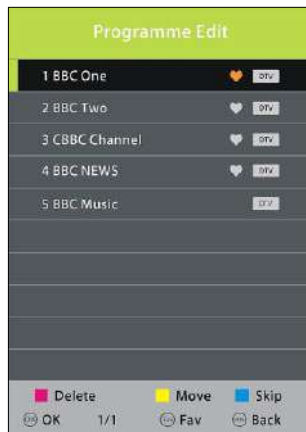 Programme Edit
1 BBC One DTV
2 BBC Two DTV
3 CBBC Channel DTV
4 BBC NEWS DTV
5 BBC Music DTV
Delete Move Skip
OK 1/1 Fav Back